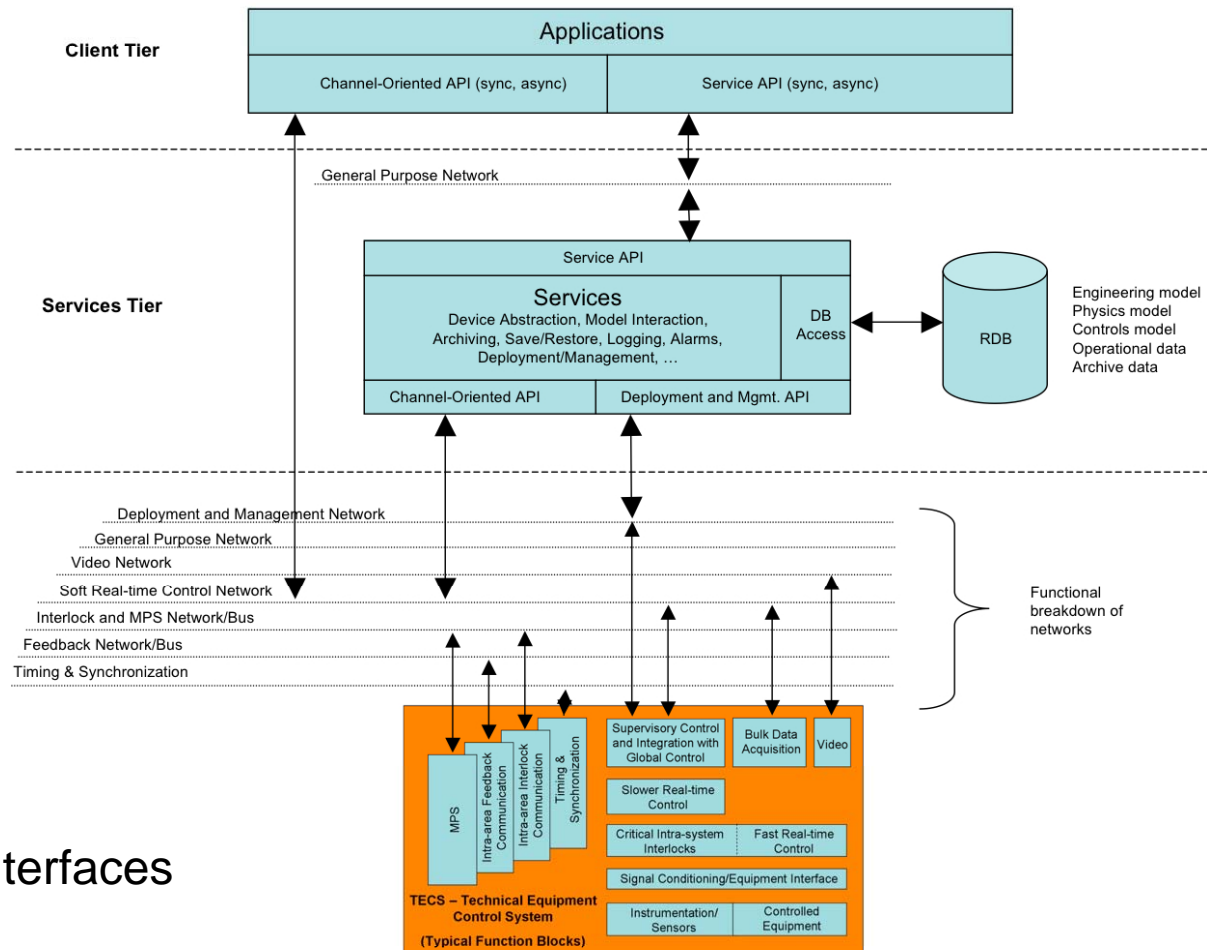 Client Tier
Applications
Channel-Oriented API (sync, async)
Service API (sync, async)
General Purpose Network
Services Tier
Service API
Services
Device Abstraction, Model Interaction,
Archiving, Save/Restore, Logging, Alarms,
Deployment/Management, …
DB
Access
Channel-Oriented API
Deployment and Mgmt. API
RDB
Engineering model
Physics model
Controls model
Operational data
Archive data
Deployment and Management Network
General Purpose Network
Video Network
Soft Real-time Control Network
Interlock and MPS Network/Bus
Feedback Network/Bus
Timing & Synchronization
Functional
breakdown of
networks
MPS
Intra-area Feedback
Communication
Intra-area Interlock
Communication
Timing &
Synchronization
Supervisory Control
and Integration with
Global Control
Bulk Data
Acquisition
Video
Slower Real-time
Control
Critical Intra-system
Interlocks
Fast Real-time
Control
Signal Conditioning/Equipment Interface
Instrumentation/
Sensors
Controlled
Equipment
TECS – Technical Equipment
Control System
(Typical Function Blocks)
terfaces